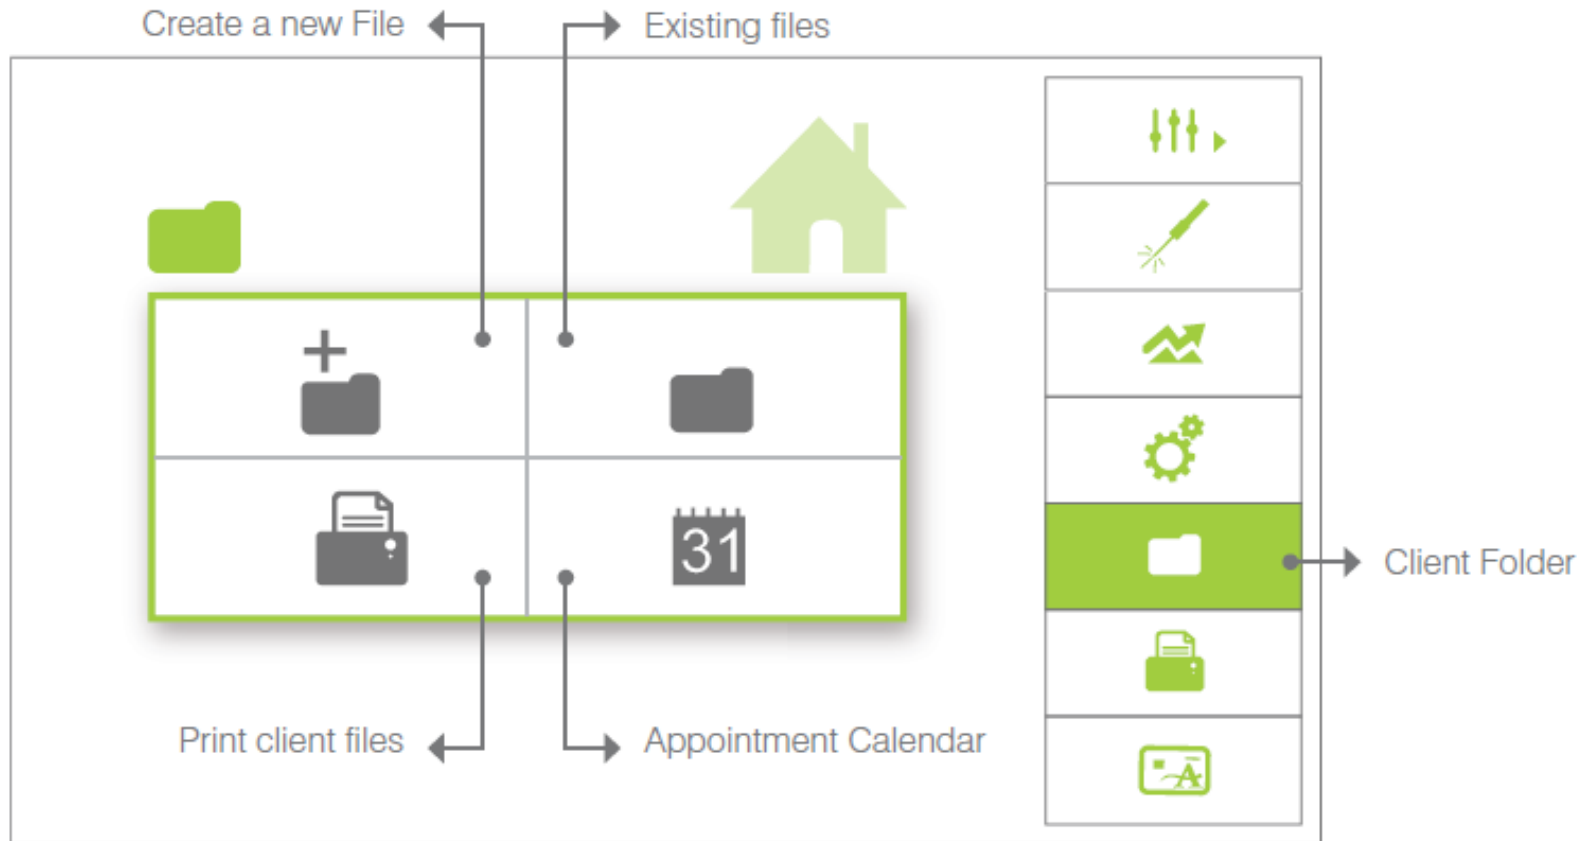 Create a new File
Existing files
31
Print client files
Appointment Calendar
Client Folder
A